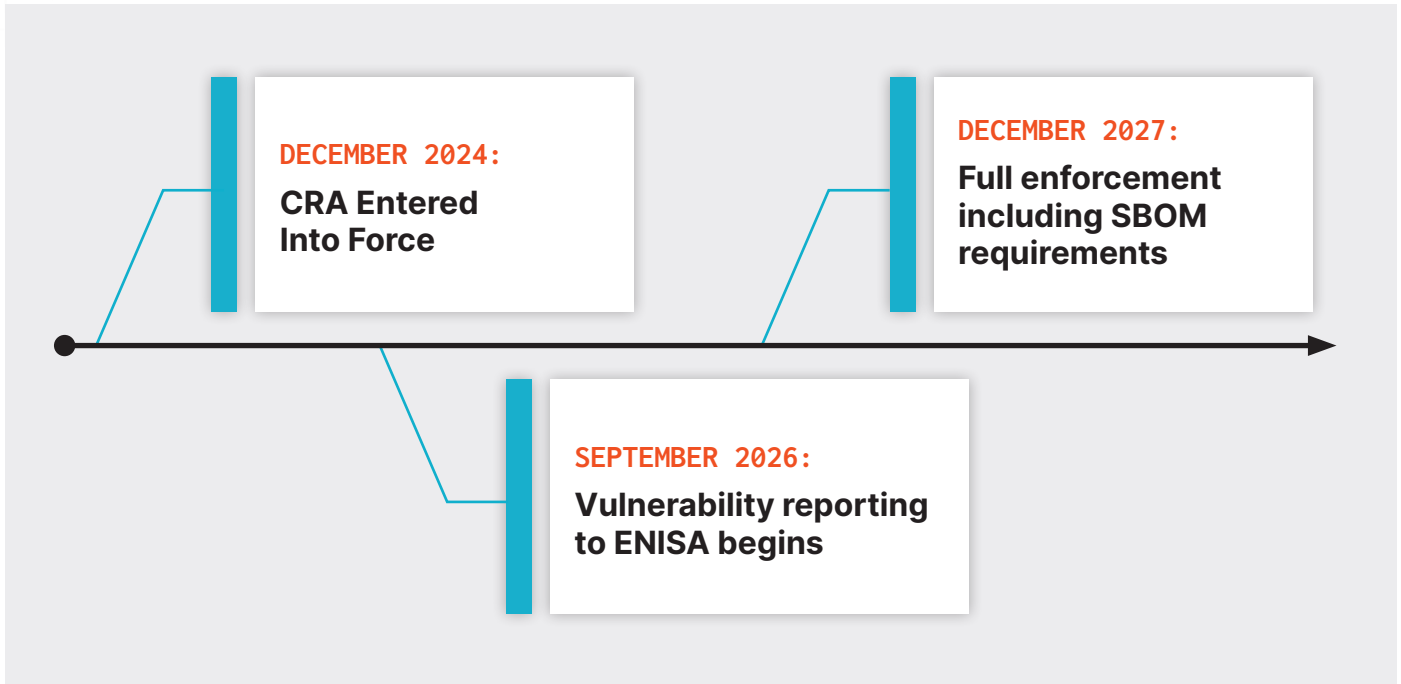 DECEMBER 2024:
CRA Entered
Into Force
SEPTEMBER 2026:
Vulnerability reporting
to ENISA begins
DECEMBER 2027:
Full enforcement
including SBOM
requirements